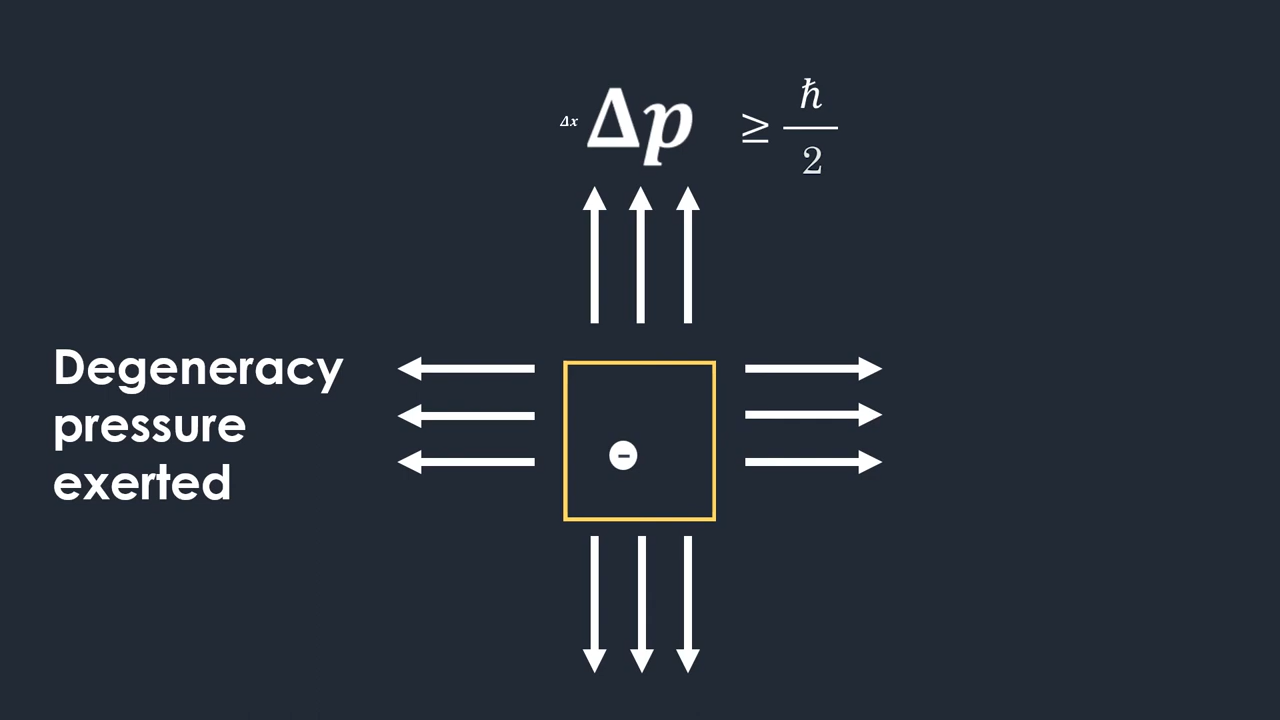 Δx Δp ≥ ħ/2
Degeneracy
pressure
exerted
-